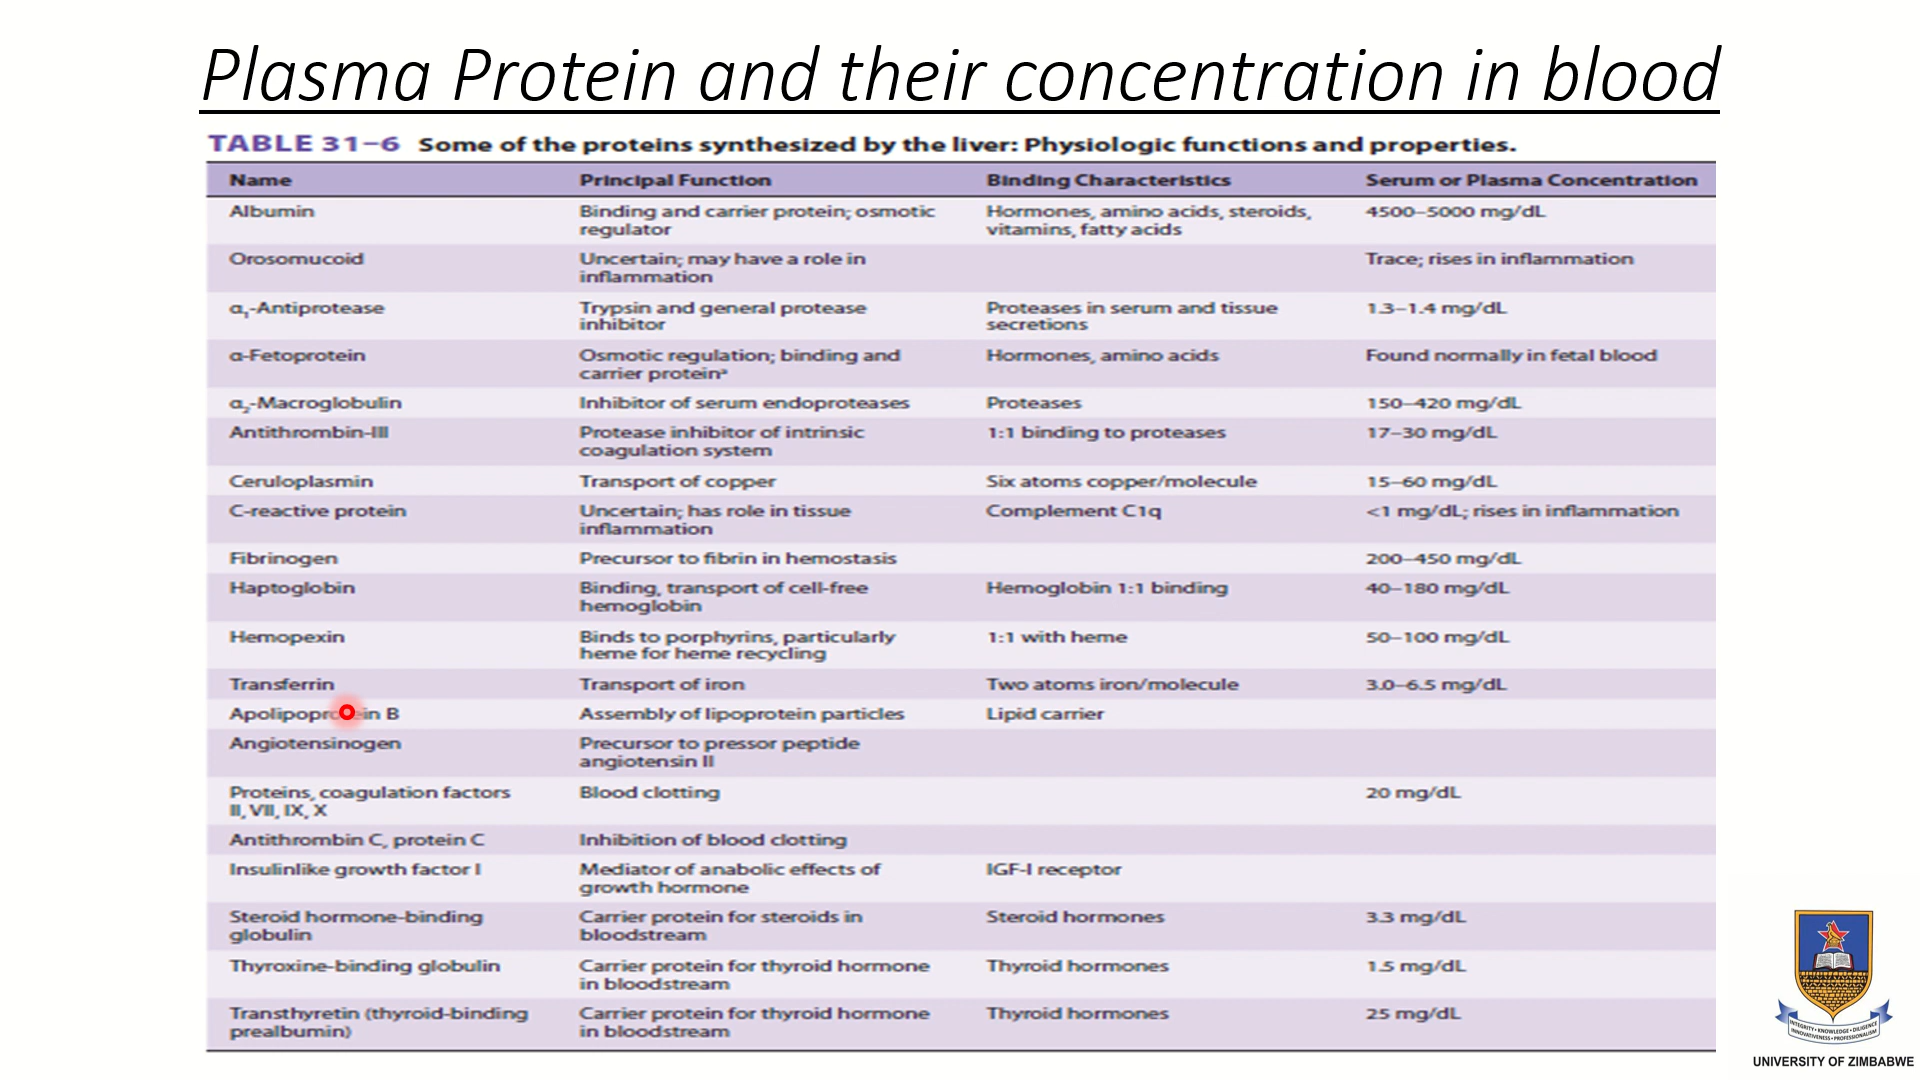 Plasma Protein and their concentration in blood
TABLE 31–6 Some of the proteins synthesized by the liver: Physiologic functions and properties.
Name Principal Function Binding Characteristics Serum or Plasma Concentration
Albumin Binding and carrier protein; osmotic Hormones, amino acids, steroids, 4500–5000 mg/dL
regulator vitamins, fatty acids
Orosomucoid Uncertain; may have a role in Trace; rises in inflammation
inflammation
α₁-Antiprotease Trypsin and general protease Proteases in serum and tissue 1.3–1.4 mg/dL
inhibitor secretions
α-Fetoprotein Osmotic regulation; binding and Hormones, amino acids Found normally in fetal blood
carrier proteinᵃ
α₂-Macroglobulin Inhibitor of serum endoproteases Proteases 150–420 mg/dL
Antithrombin-III Protease inhibitor of intrinsic 1:1 binding to proteases 17–30 mg/dL
coagulation system
Ceruloplasmin Transport of copper Six atoms copper/molecule 15–60 mg/dL
C-reactive protein Uncertain; has role in tissue Complement C1q <1 mg/dL; rises in inflammation
inflammation
Fibrinogen Precursor to fibrin in hemostasis 200–450 mg/dL
Haptoglobin Binding, transport of cell-free Hemoglobin 1:1 binding 40–180 mg/dL
hemoglobin
Hemopexin Binds to porphyrins, particularly 1:1 with heme 50–100 mg/dL
heme for heme recycling
Transferrin Transport of iron Two atoms iron/molecule 3.0–6.5 mg/dL
Apolipoprotein B Assembly of lipoprotein particles Lipid carrier
Angiotensinogen Precursor to pressor peptide
angiotensin II
Proteins, coagulation factors Blood clotting 20 mg/dL
II, VII, IX, X
Antithrombin C, protein C Inhibition of blood clotting
Insulinlike growth factor I Mediator of anabolic effects of IGF-I receptor
growth hormone
Steroid hormone-binding Carrier protein for steroids in Steroid hormones 3.3 mg/dL
globulin bloodstream
Thyroxine-binding globulin Carrier protein for thyroid hormone Thyroid hormones 1.5 mg/dL
in bloodstream
Transthyretin (thyroid-binding Carrier protein for thyroid hormone Thyroid hormones 25 mg/dL
prealbumin) in bloodstream
INTEGRITY • KNOWLEDGE • DILIGENCE
INNOVATIVENESS • PROFESSIONALISM
UNIVERSITY OF ZIMBABWE